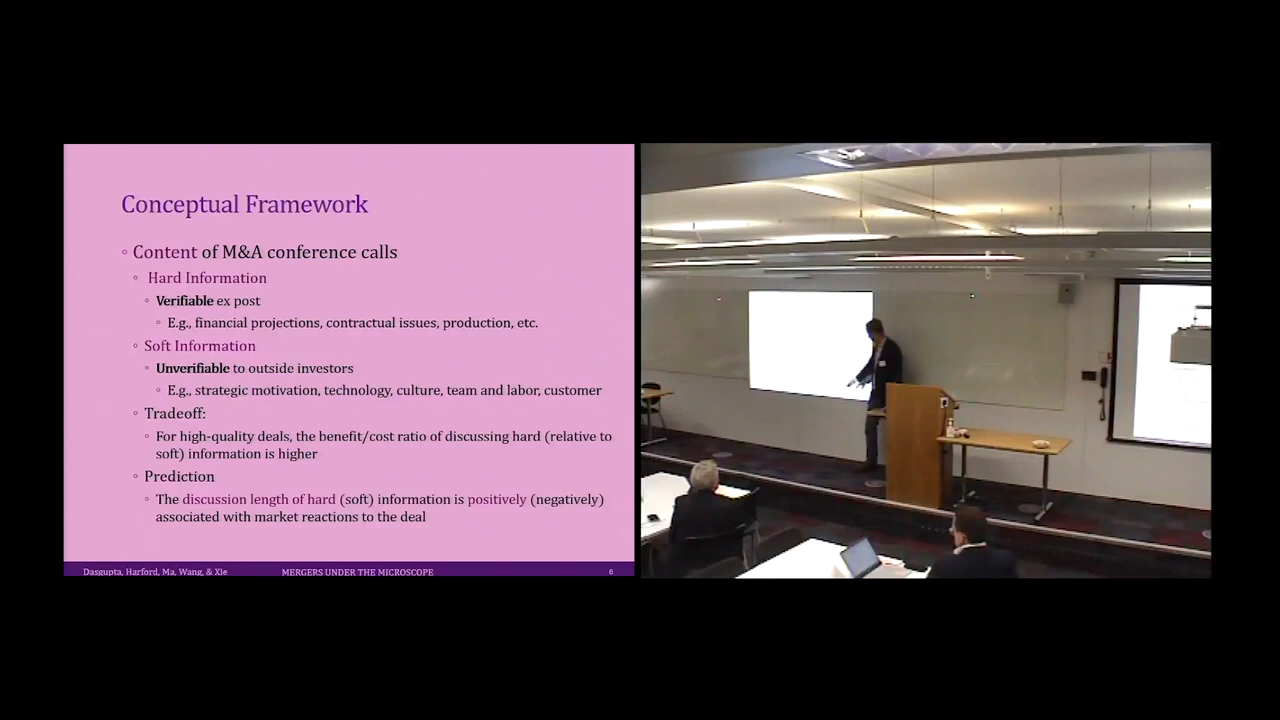 Conceptual Framework
Content of M&A conference calls
Hard Information
Verifiable ex post
E.g., financial projections, contractual issues, production, etc.
Soft Information
Unverifiable to outside investors
E.g., strategic motivation, technology, culture, team and labor, customer
Tradeoff:
For high-quality deals, the benefit/cost ratio of discussing hard (relative to
soft) information is higher
Prediction
The discussion length of hard (soft) information is positively (negatively)
associated with market reactions to the deal
Dasgupta, Harford, Ma, Wang, & Xie
MERGERS UNDER THE MICROSCOPE
6